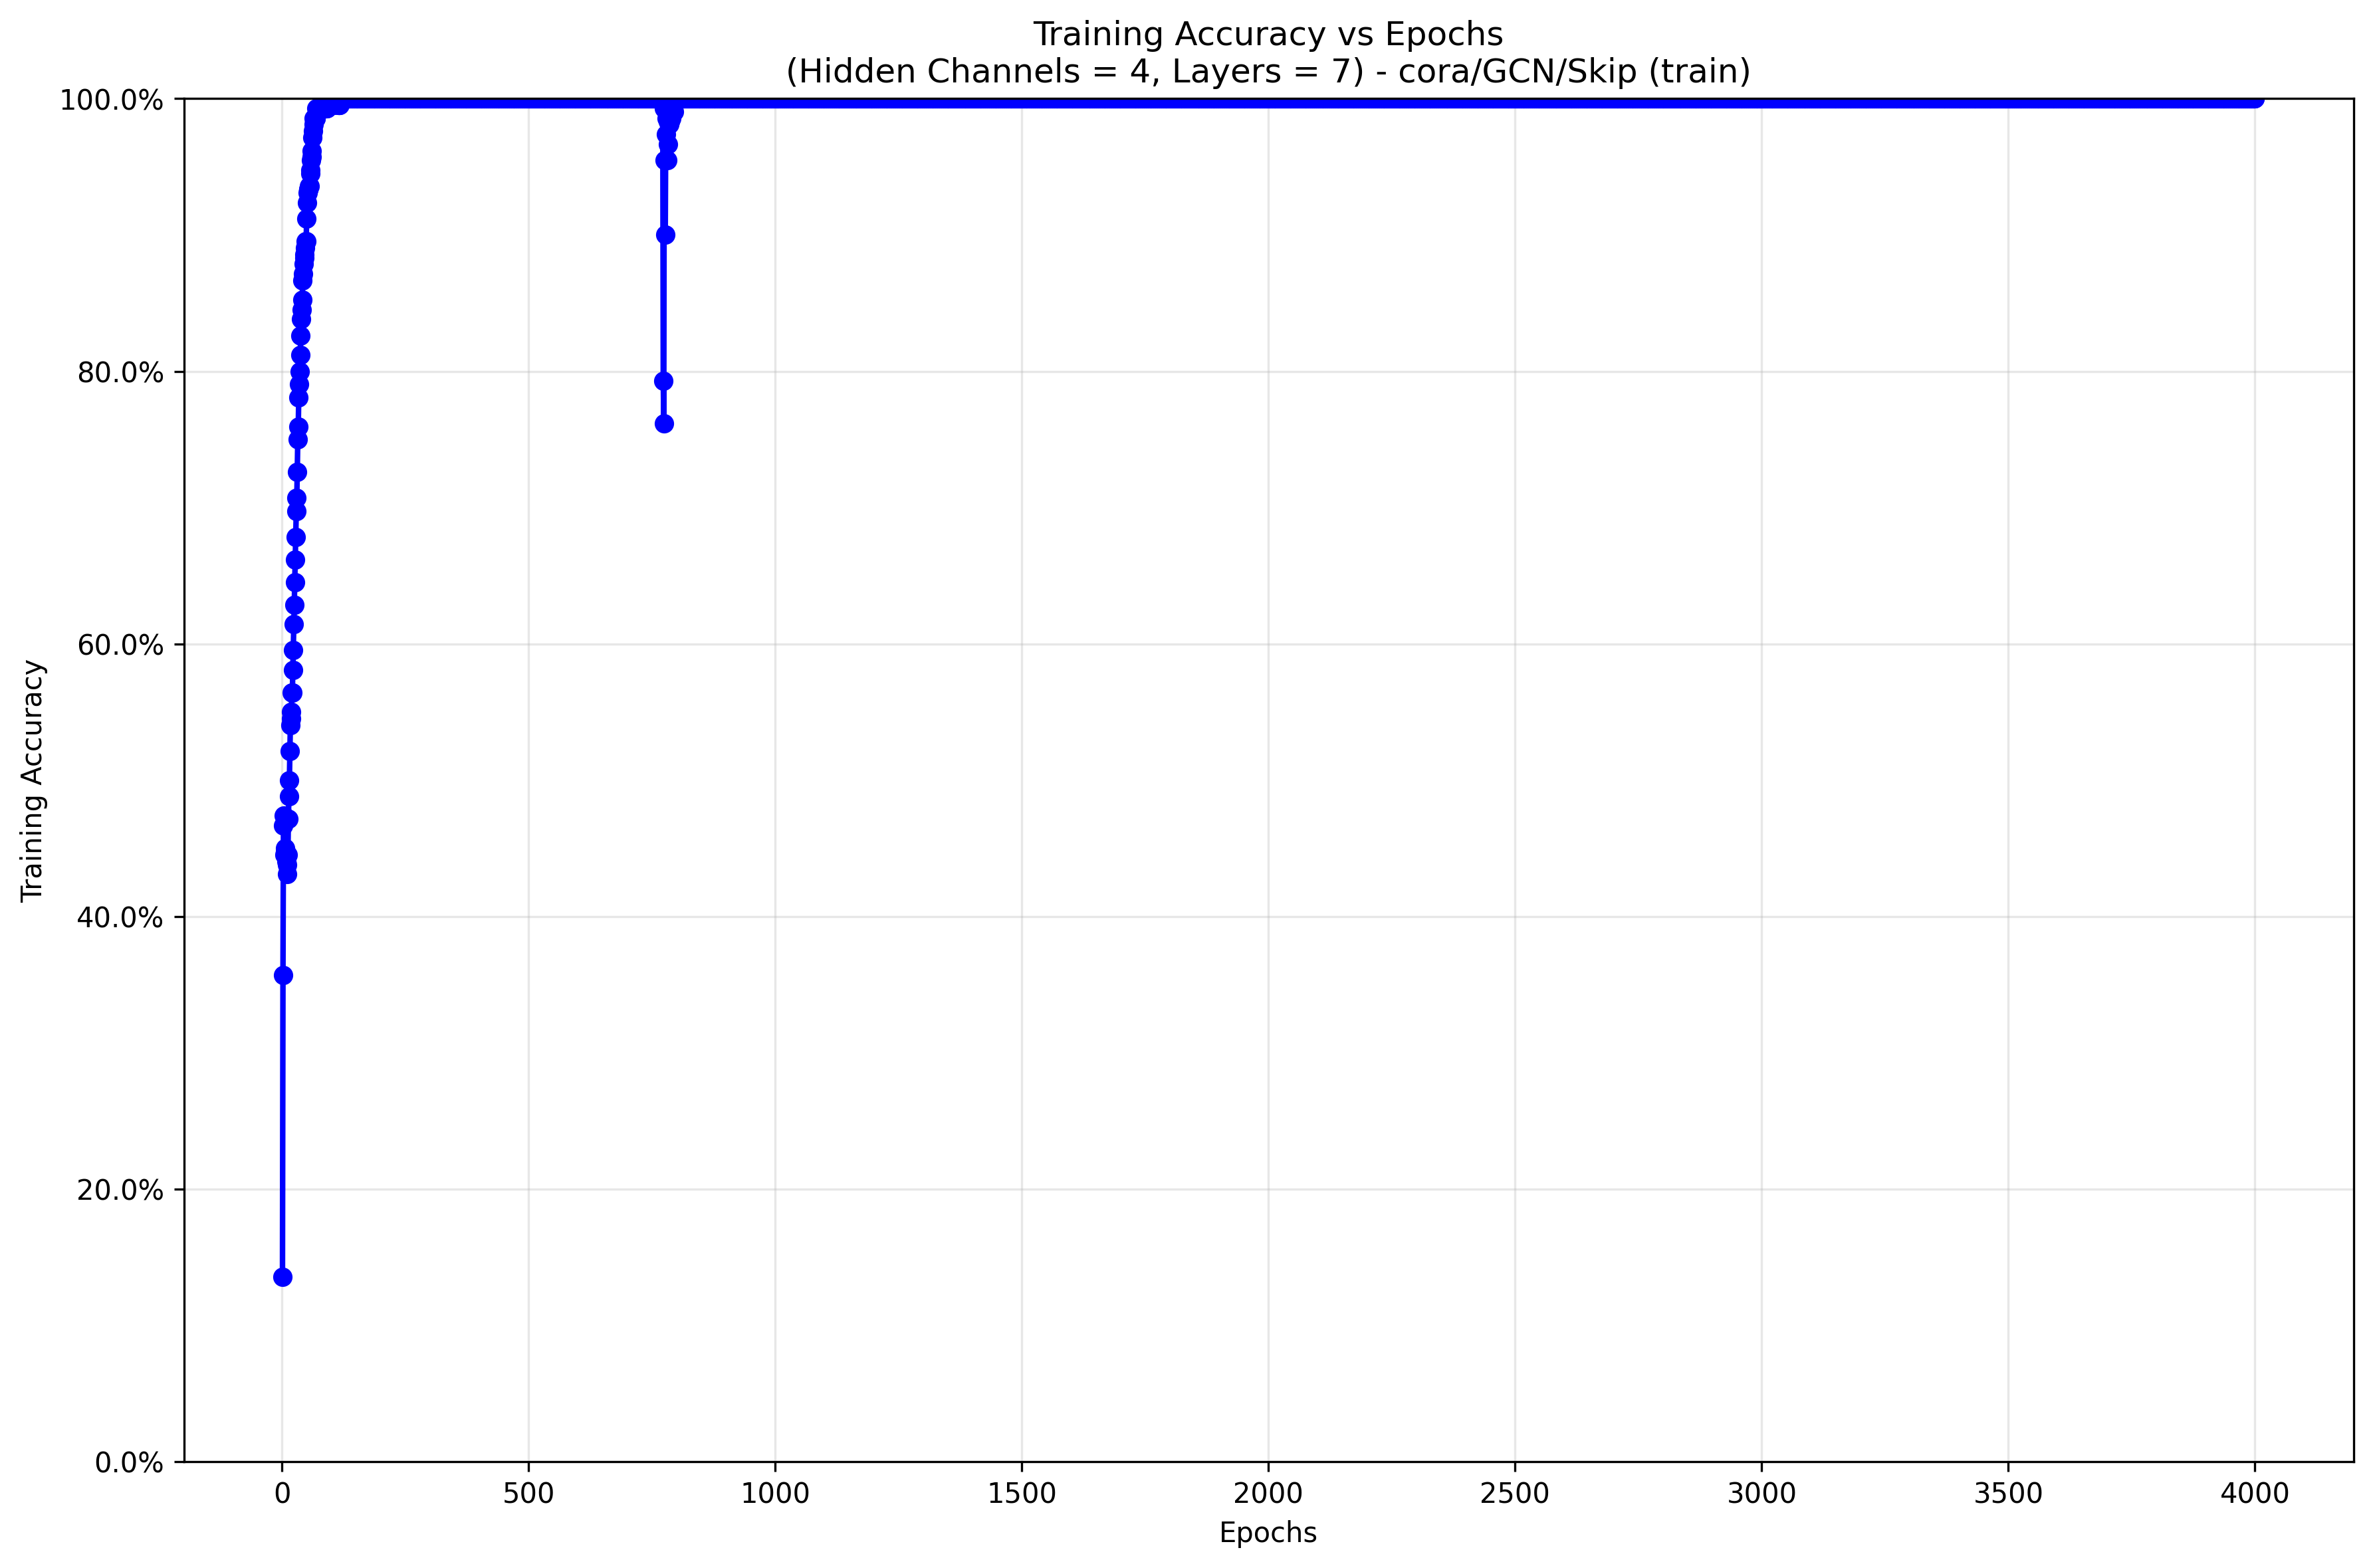 Training Accuracy vs Epochs
(Hidden Channels = 4, Layers = 7) - cora/GCN/Skip (train)
100.0%
80.0%
60.0%
40.0%
20.0%
0.0%
Training Accuracy
0 500 1000 1500 2000 2500 3000 3500 4000
Epochs